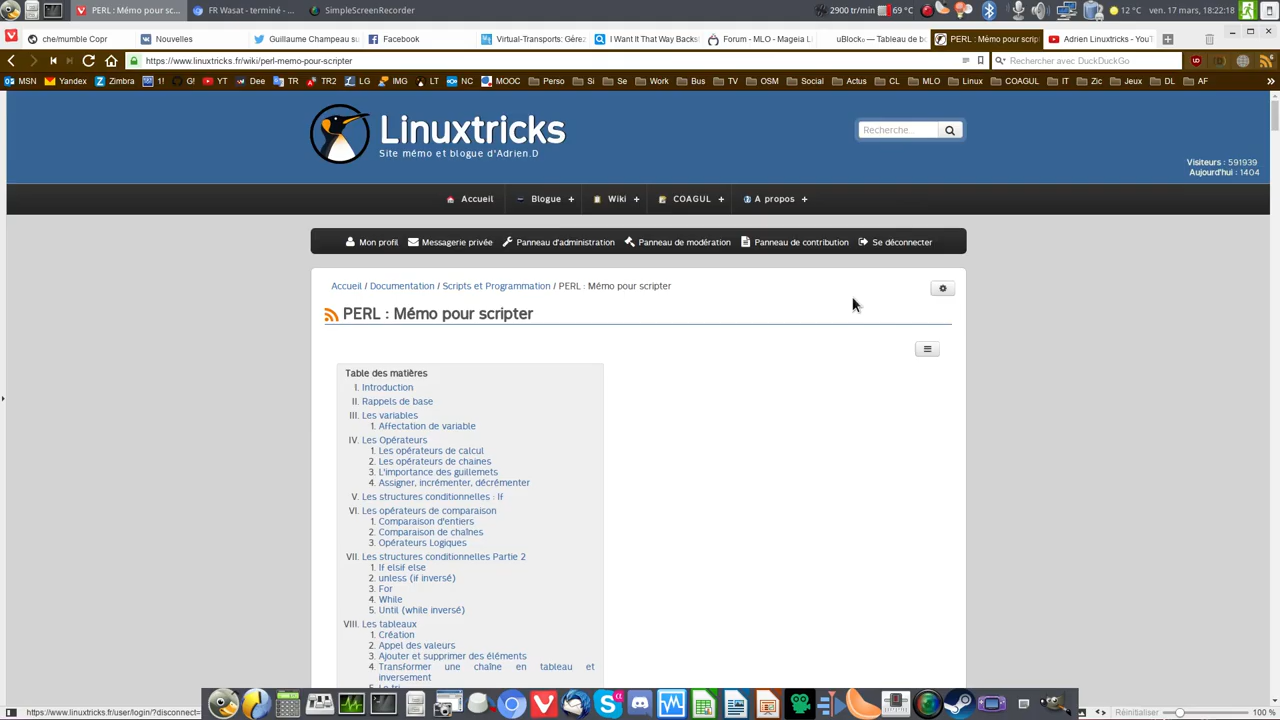 PERL : Mémo pour sc...
FR Wasat - terminé - ...
SimpleScreenRecorder
2900 tr/min
69 °C
12 °C
ven. 17 mars, 18:22:18
che/mumble Copr
Nouvelles
Guillaume Champeau su
Facebook
Virtual-Transports: Gérez
I Want It That Way Backs
Forum - MLO - Mageia L
uBlock₀ — Tableau de bo
PERL : Mémo pour scrip
Adrien Linuxtricks - YouT
https://www.linuxtricks.fr/wiki/perl-memo-pour-scripter
Rechercher avec DuckDuckGo
MSN Yandex Zimbra 1! YT Dee TR TR2 LG IMG LT NC MOOC Perso Si Se Work Bus TV OSM Social Actus CL MLO Linux COAGUL IT Zic Jeux DL AF
Linuxtricks
Site mémo et blogue d'Adrien.D
Recherche...
Visiteurs : 591939
Aujourd'hui : 1404
Accueil Blogue + Wiki + COAGUL + A propos +
Mon profil Messagerie privée Panneau d'administration Panneau de modération Panneau de contribution Se déconnecter
Accueil / Documentation / Scripts et Programmation / PERL : Mémo pour scripter
PERL : Mémo pour scripter
Table des matières
I. Introduction
II. Rappels de base
III. Les variables
1. Affectation de variable
IV. Les Opérateurs
1. Les opérateurs de calcul
2. Les opérateurs de chaines
3. L'importance des guillemets
4. Assigner, incrémenter, décrémenter
V. Les structures conditionnelles : If
VI. Les opérateurs de comparaison
1. Comparaison d'entiers
2. Comparaison de chaînes
3. Opérateurs Logiques
VII. Les structures conditionnelles Partie 2
1. If elsif else
2. unless (if inversé)
3. For
4. While
5. Until (while inversé)
VIII. Les tableaux
1. Création
2. Appel des valeurs
3. Ajouter et supprimer des éléments
4. Transformer une chaîne en tableau et
inversement
5. Le tri
https://www.linuxtricks.fr/user/login/?disconnect=
Réinitialiser
100 %